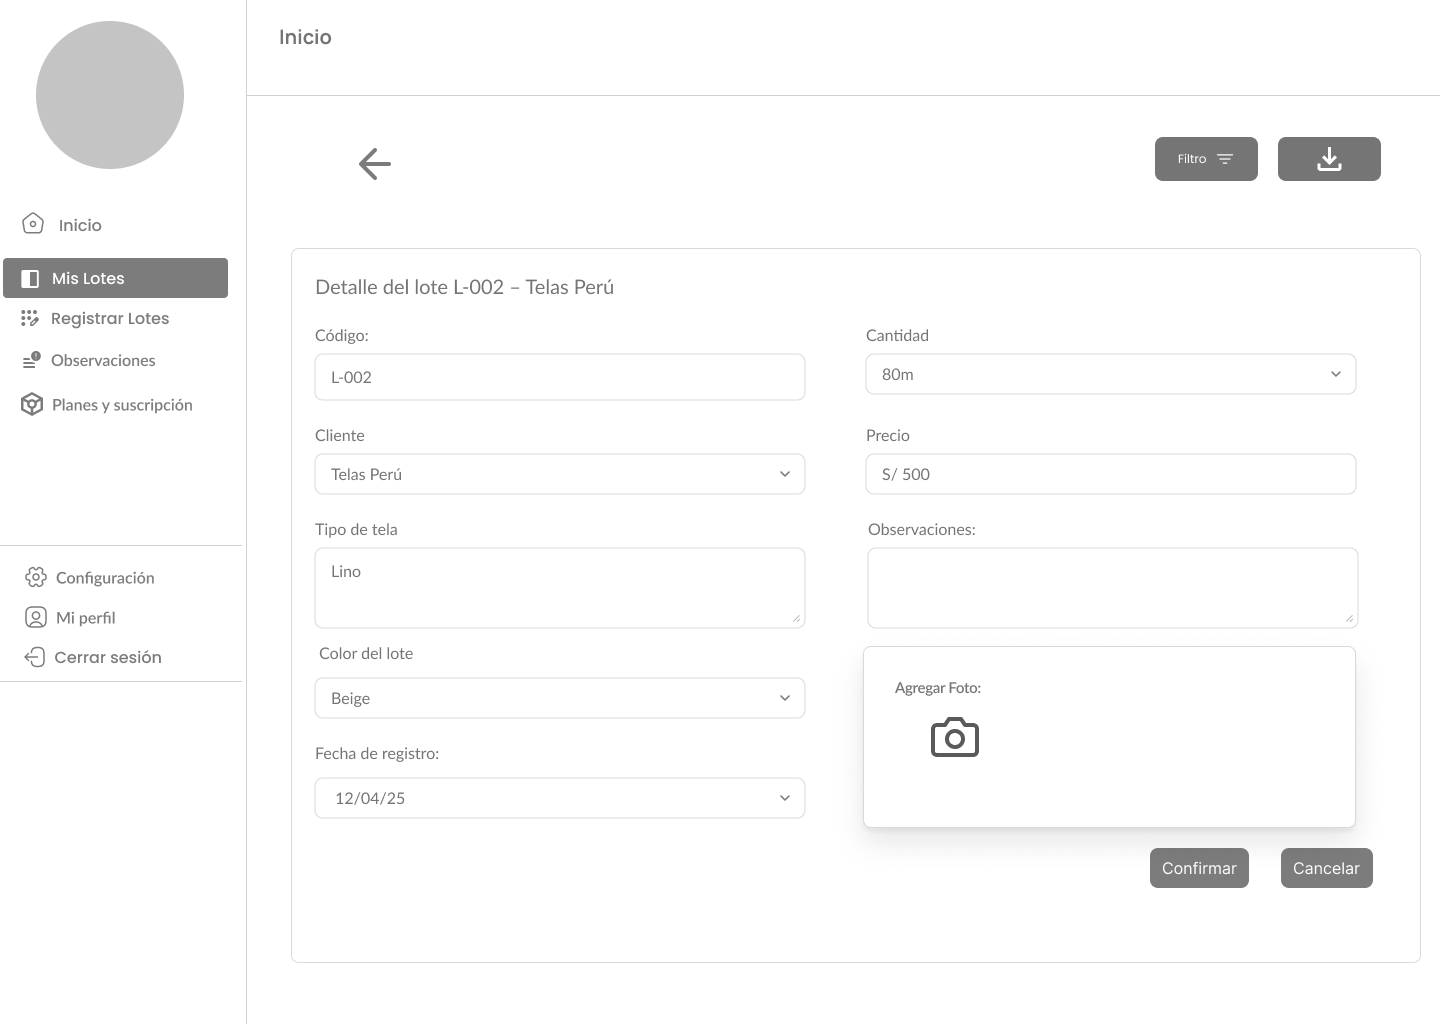 Inicio
Inicio
Mis Lotes
Registrar Lotes
Observaciones
Planes y suscripción
Configuración
Mi perfil
Cerrar sesión
Filtro
Detalle del lote L-002 – Telas Perú
Código:
L-002
Cantidad
80m
Cliente
Telas Perú
Precio
S/ 500
Tipo de tela
Lino
Observaciones:
Color del lote
Beige
Agregar Foto:
Fecha de registro:
12/04/25
Confirmar
Cancelar